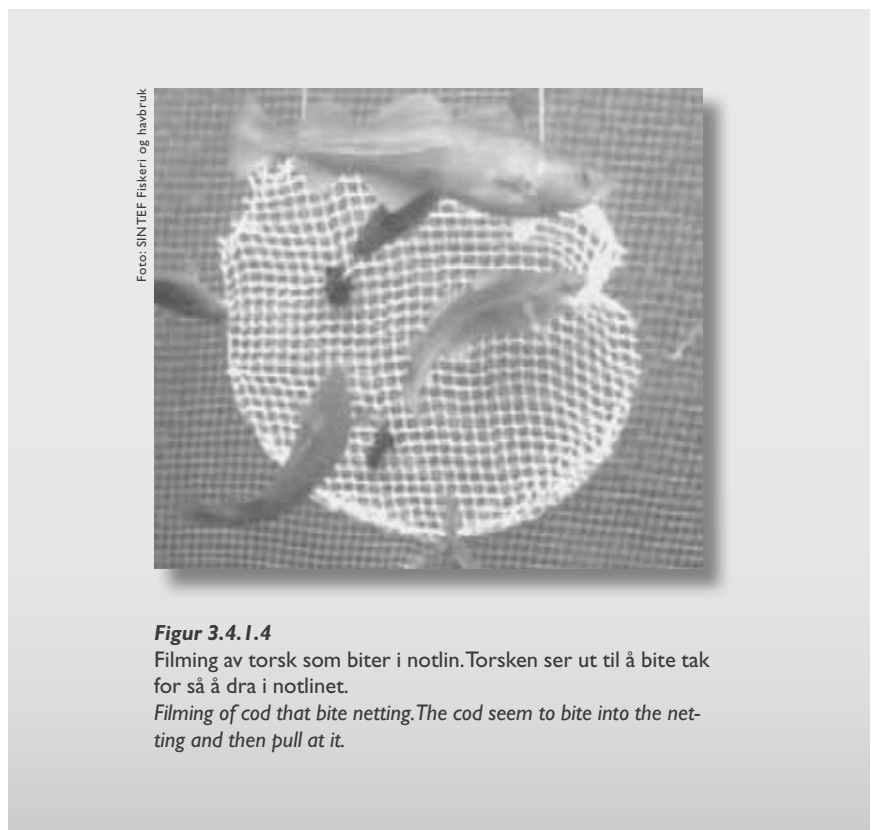 Foto: SINTEF Fiskeri og havbruk
Figur 3.4.1.4
Filming av torsk som biter i notlin.Torsken ser ut til å bite tak
for så å dra i notlinet.
Filming of cod that bite netting.The cod seem to bite into the net-
ting and then pull at it.